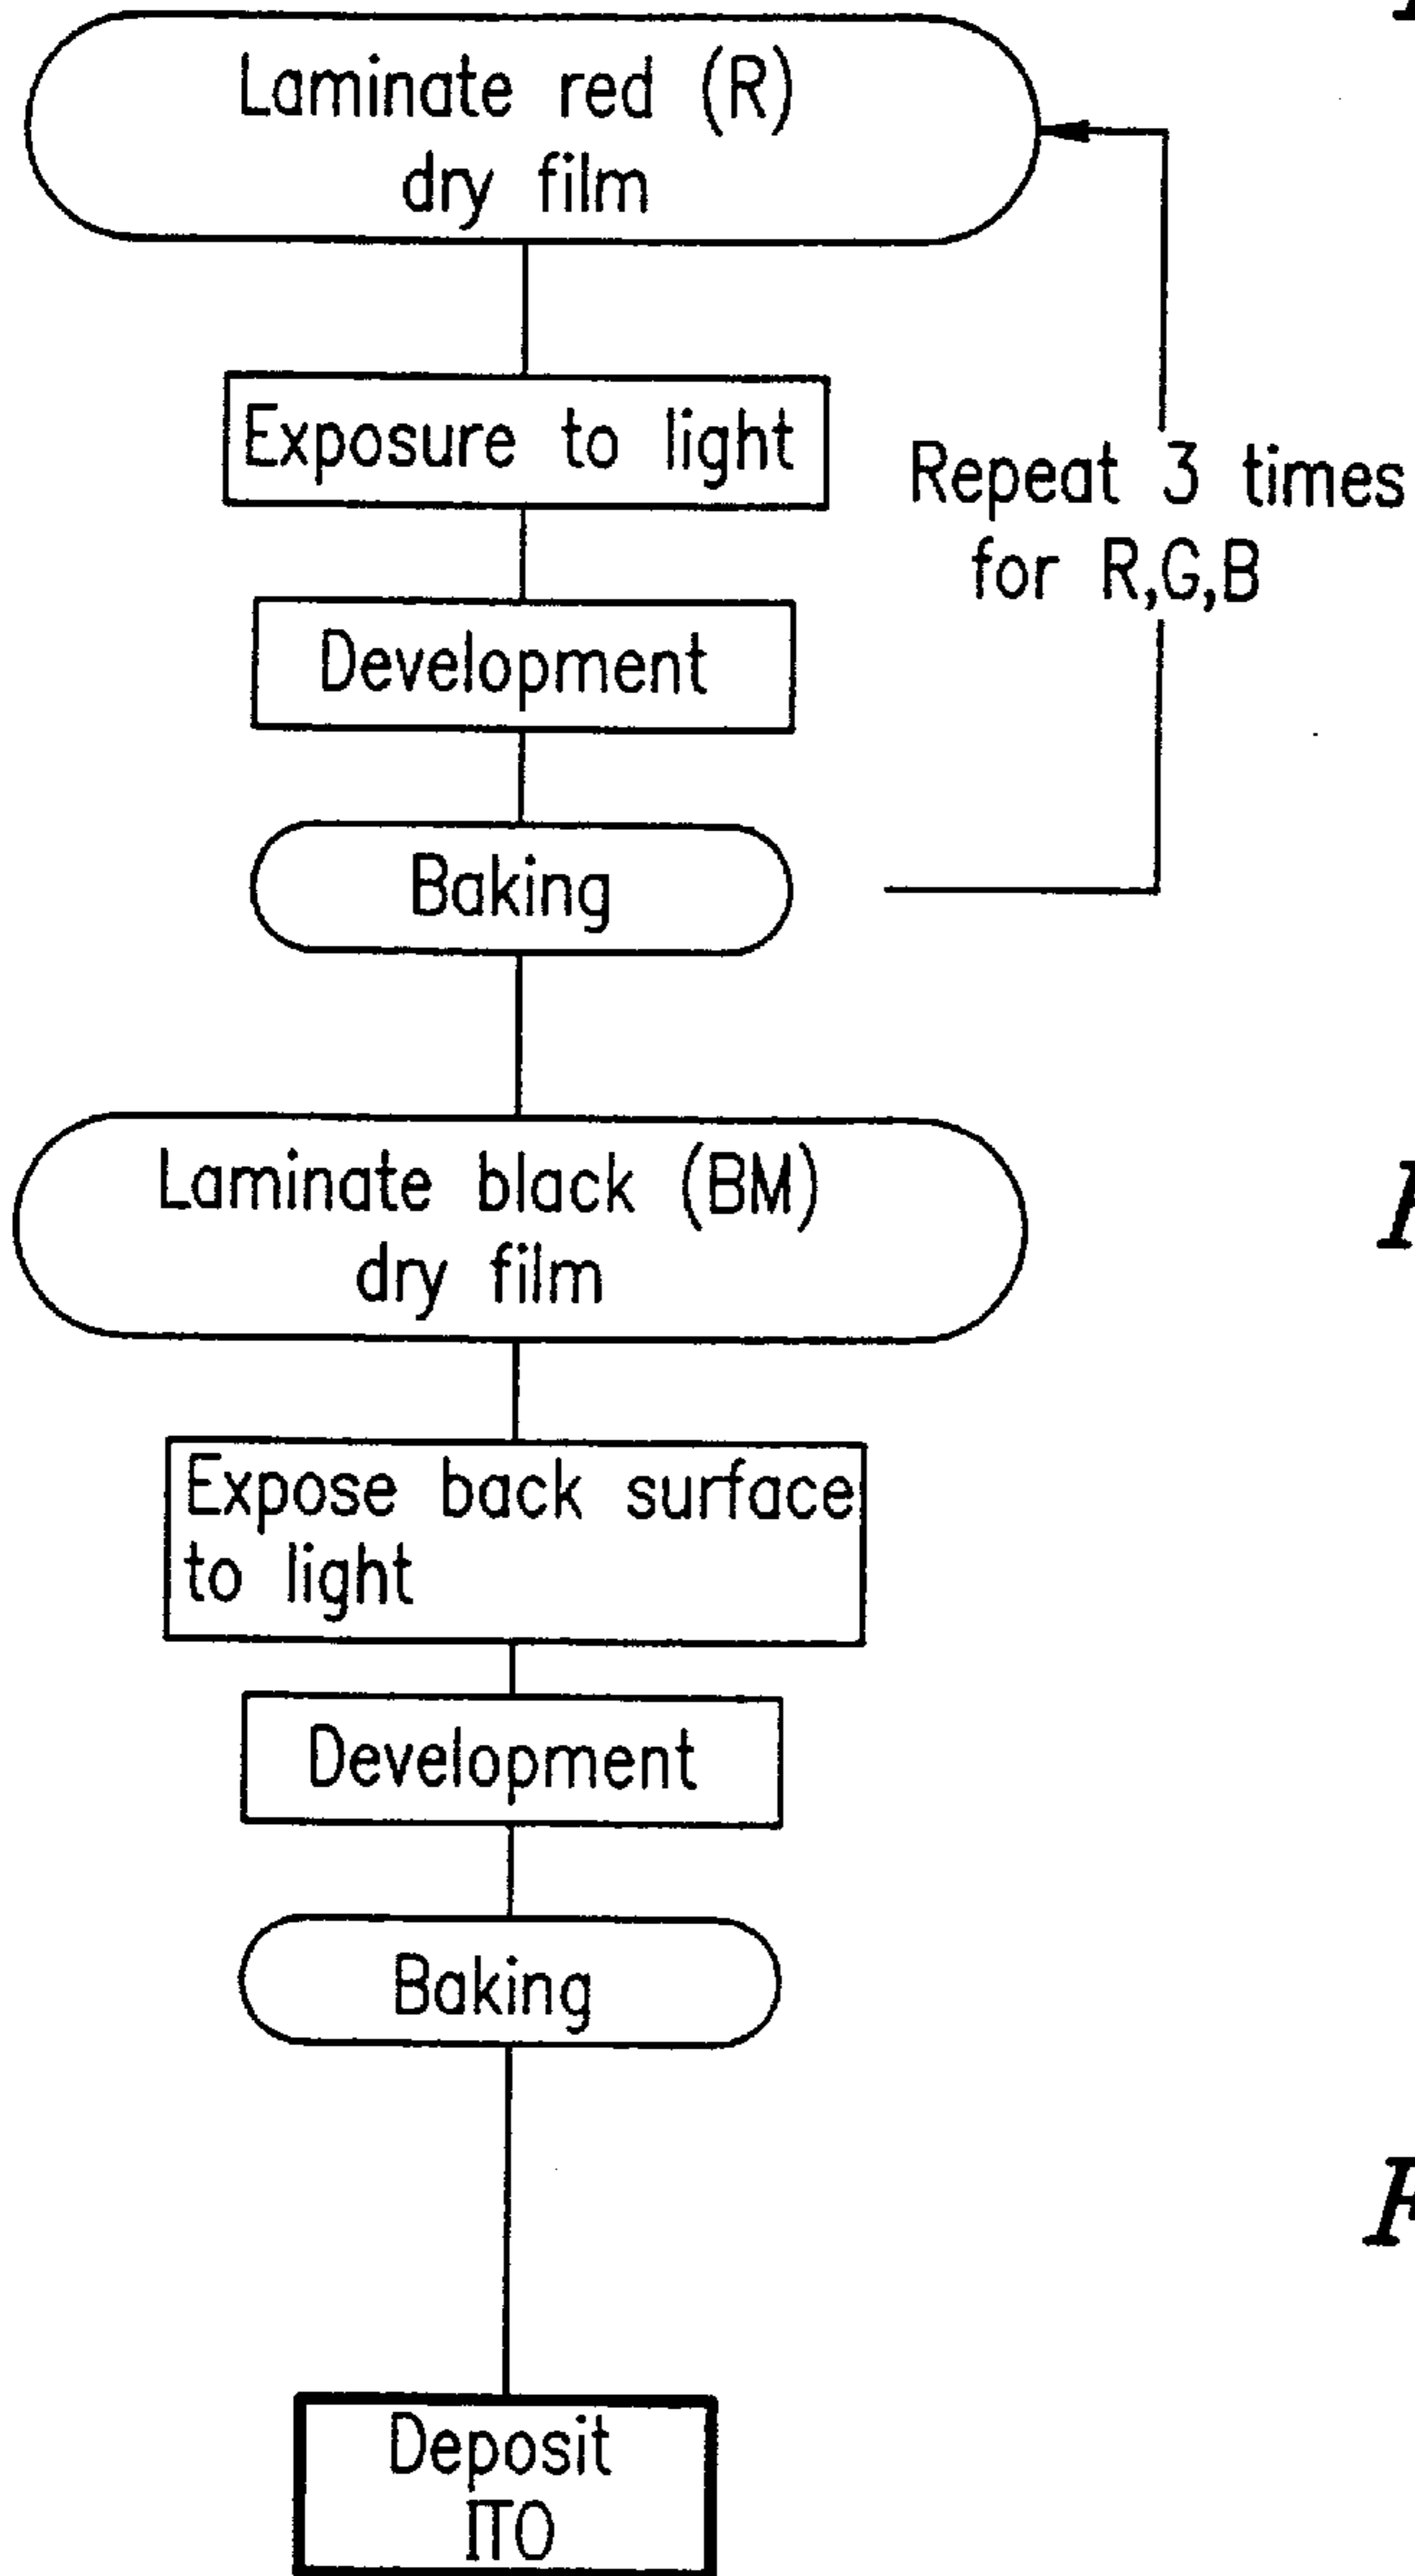 Laminate red (R)
dry film
Exposure to light
Repeat 3 times
for R,G,B
Development
Baking
Laminate black (BM)
dry film
Expose back surface
to light
Development
Baking
Deposit
ITO